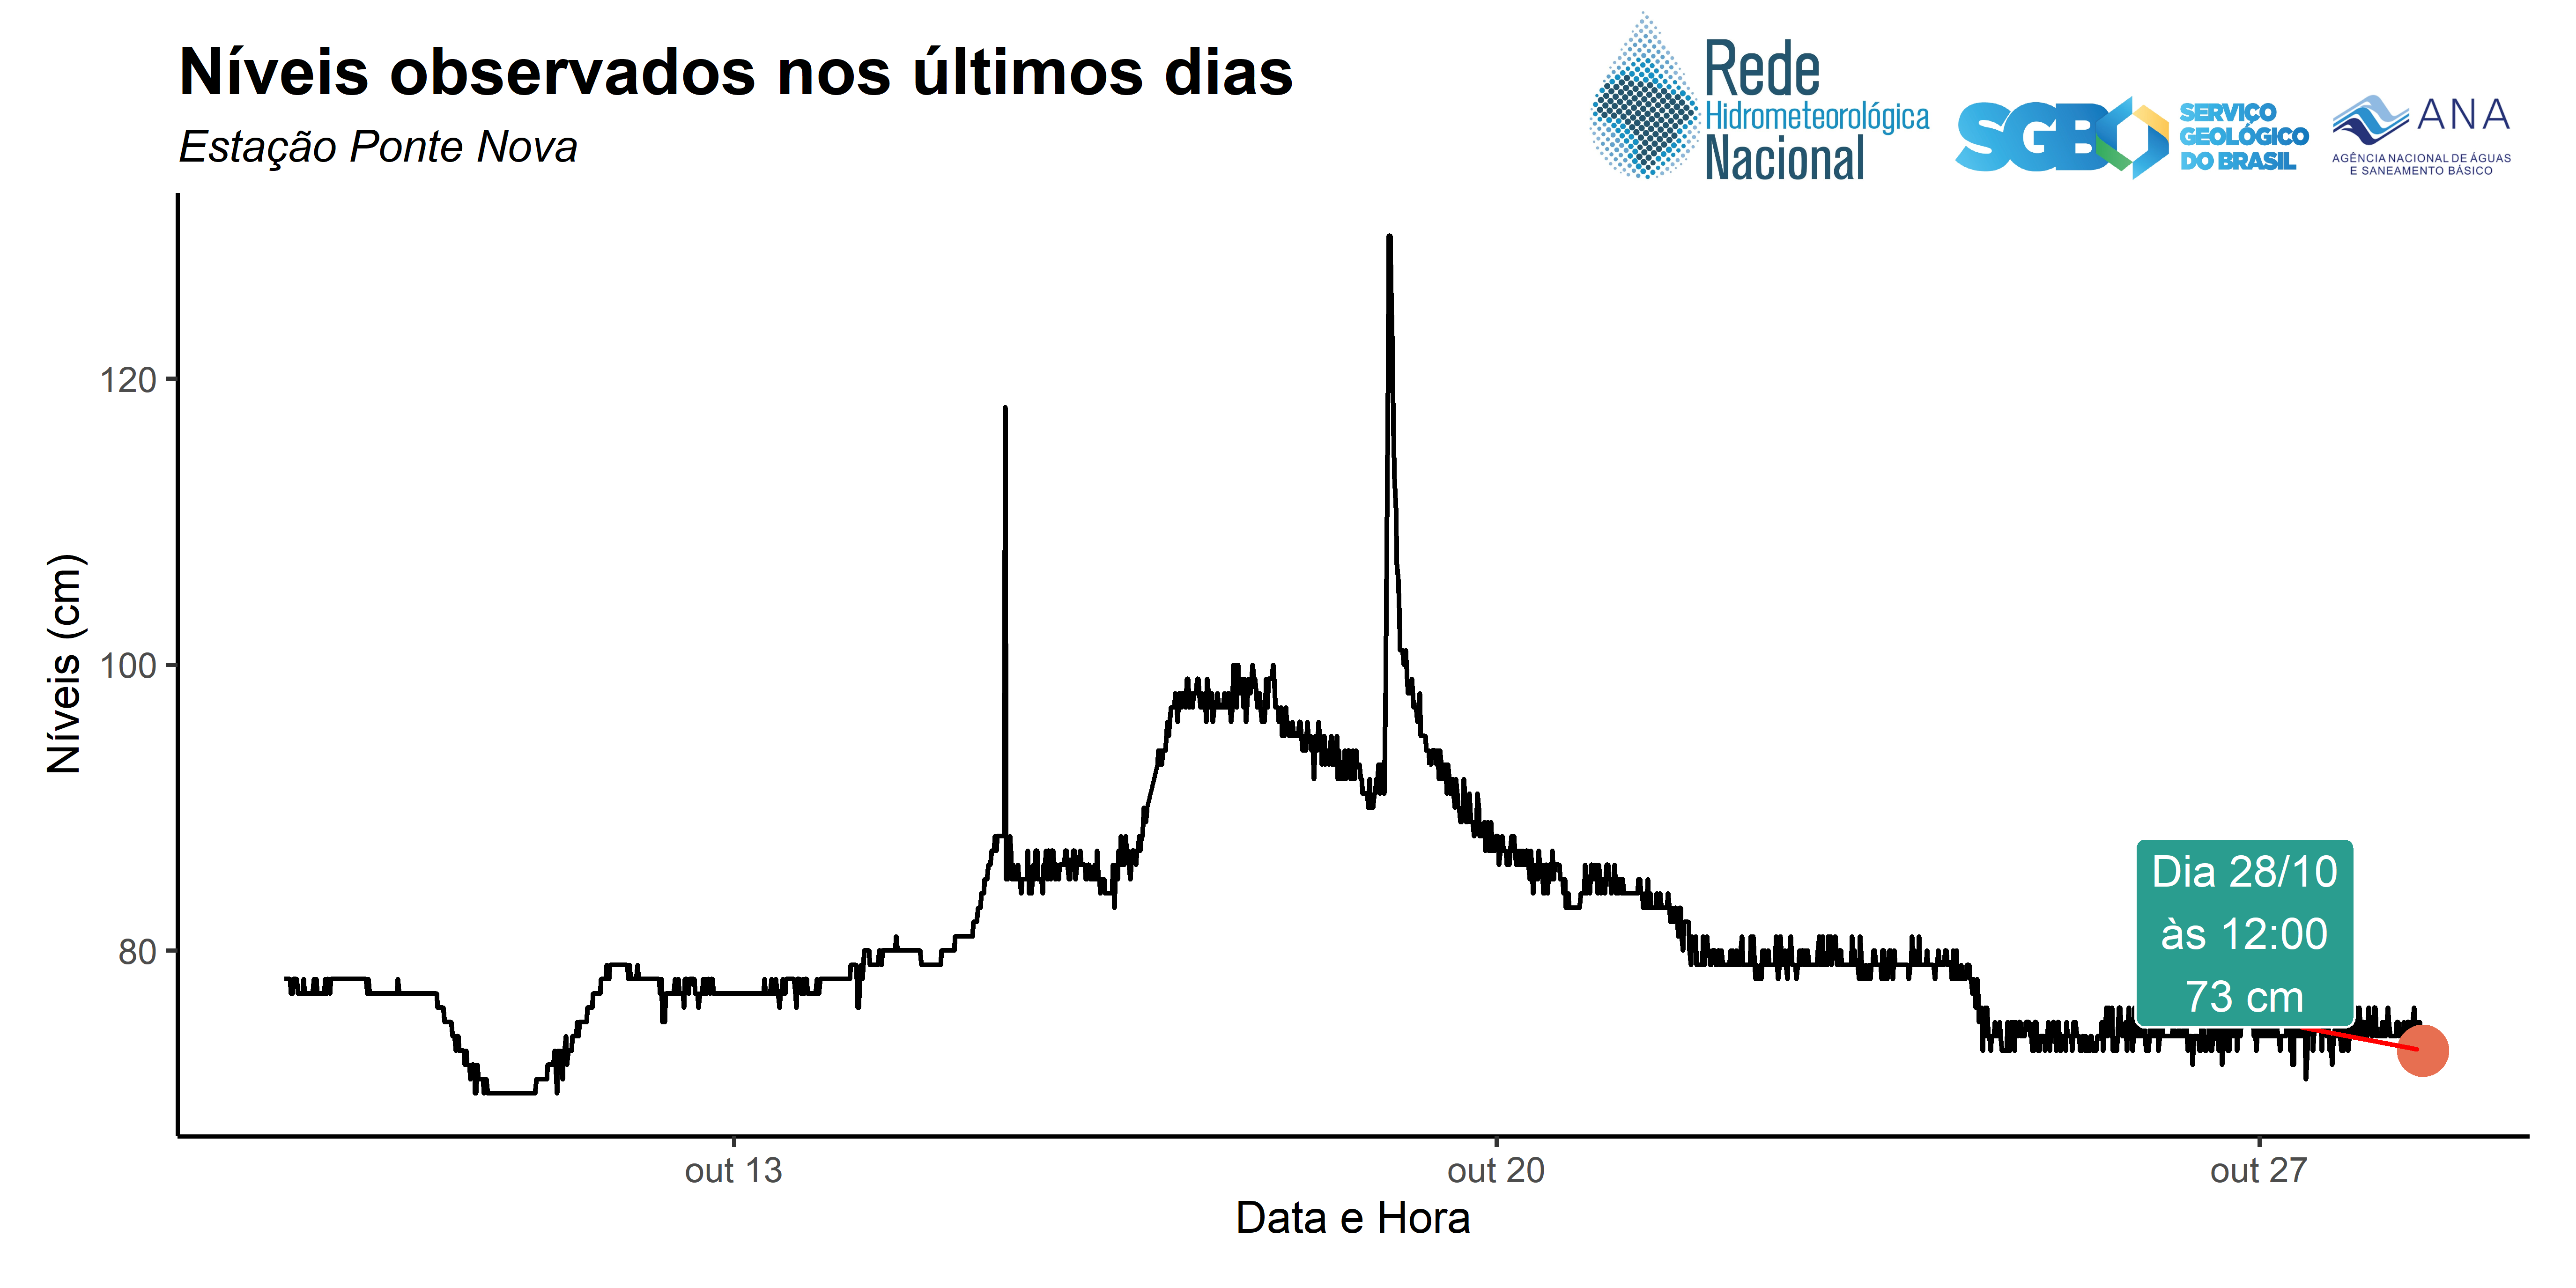 Níveis observados nos últimos dias
Estação Ponte Nova
Rede
Hidrometeorológica
Nacional
SGB
SERVIÇO
GEOLÓGICO
DO BRASIL
ANA
AGÊNCIA NACIONAL DE ÁGUAS
E SANEAMENTO BÁSICO
Níveis (cm)
120
100
80
Dia 28/10
às 12:00
73 cm
out 13
out 20
out 27
Data e Hora